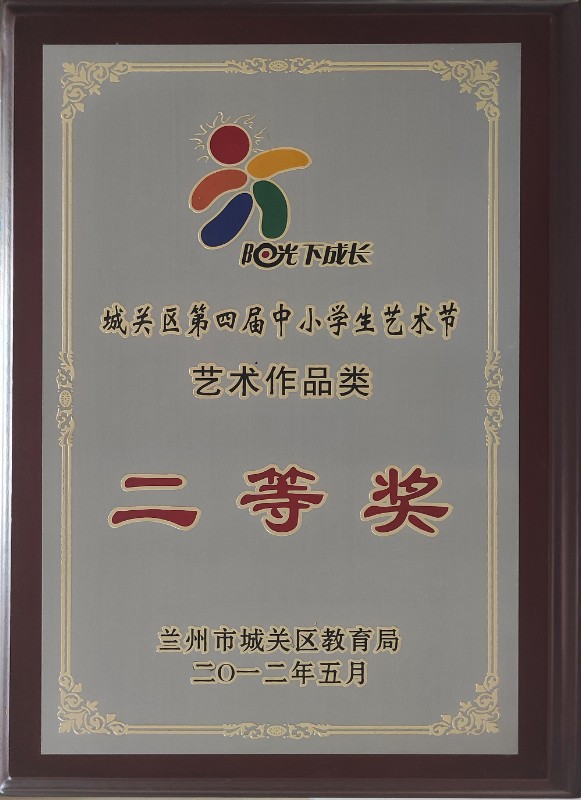 阳光下成长
城关区第四届中小学生艺术节
艺术作品类
二等奖
兰州市城关区教育局
二〇一二年五月